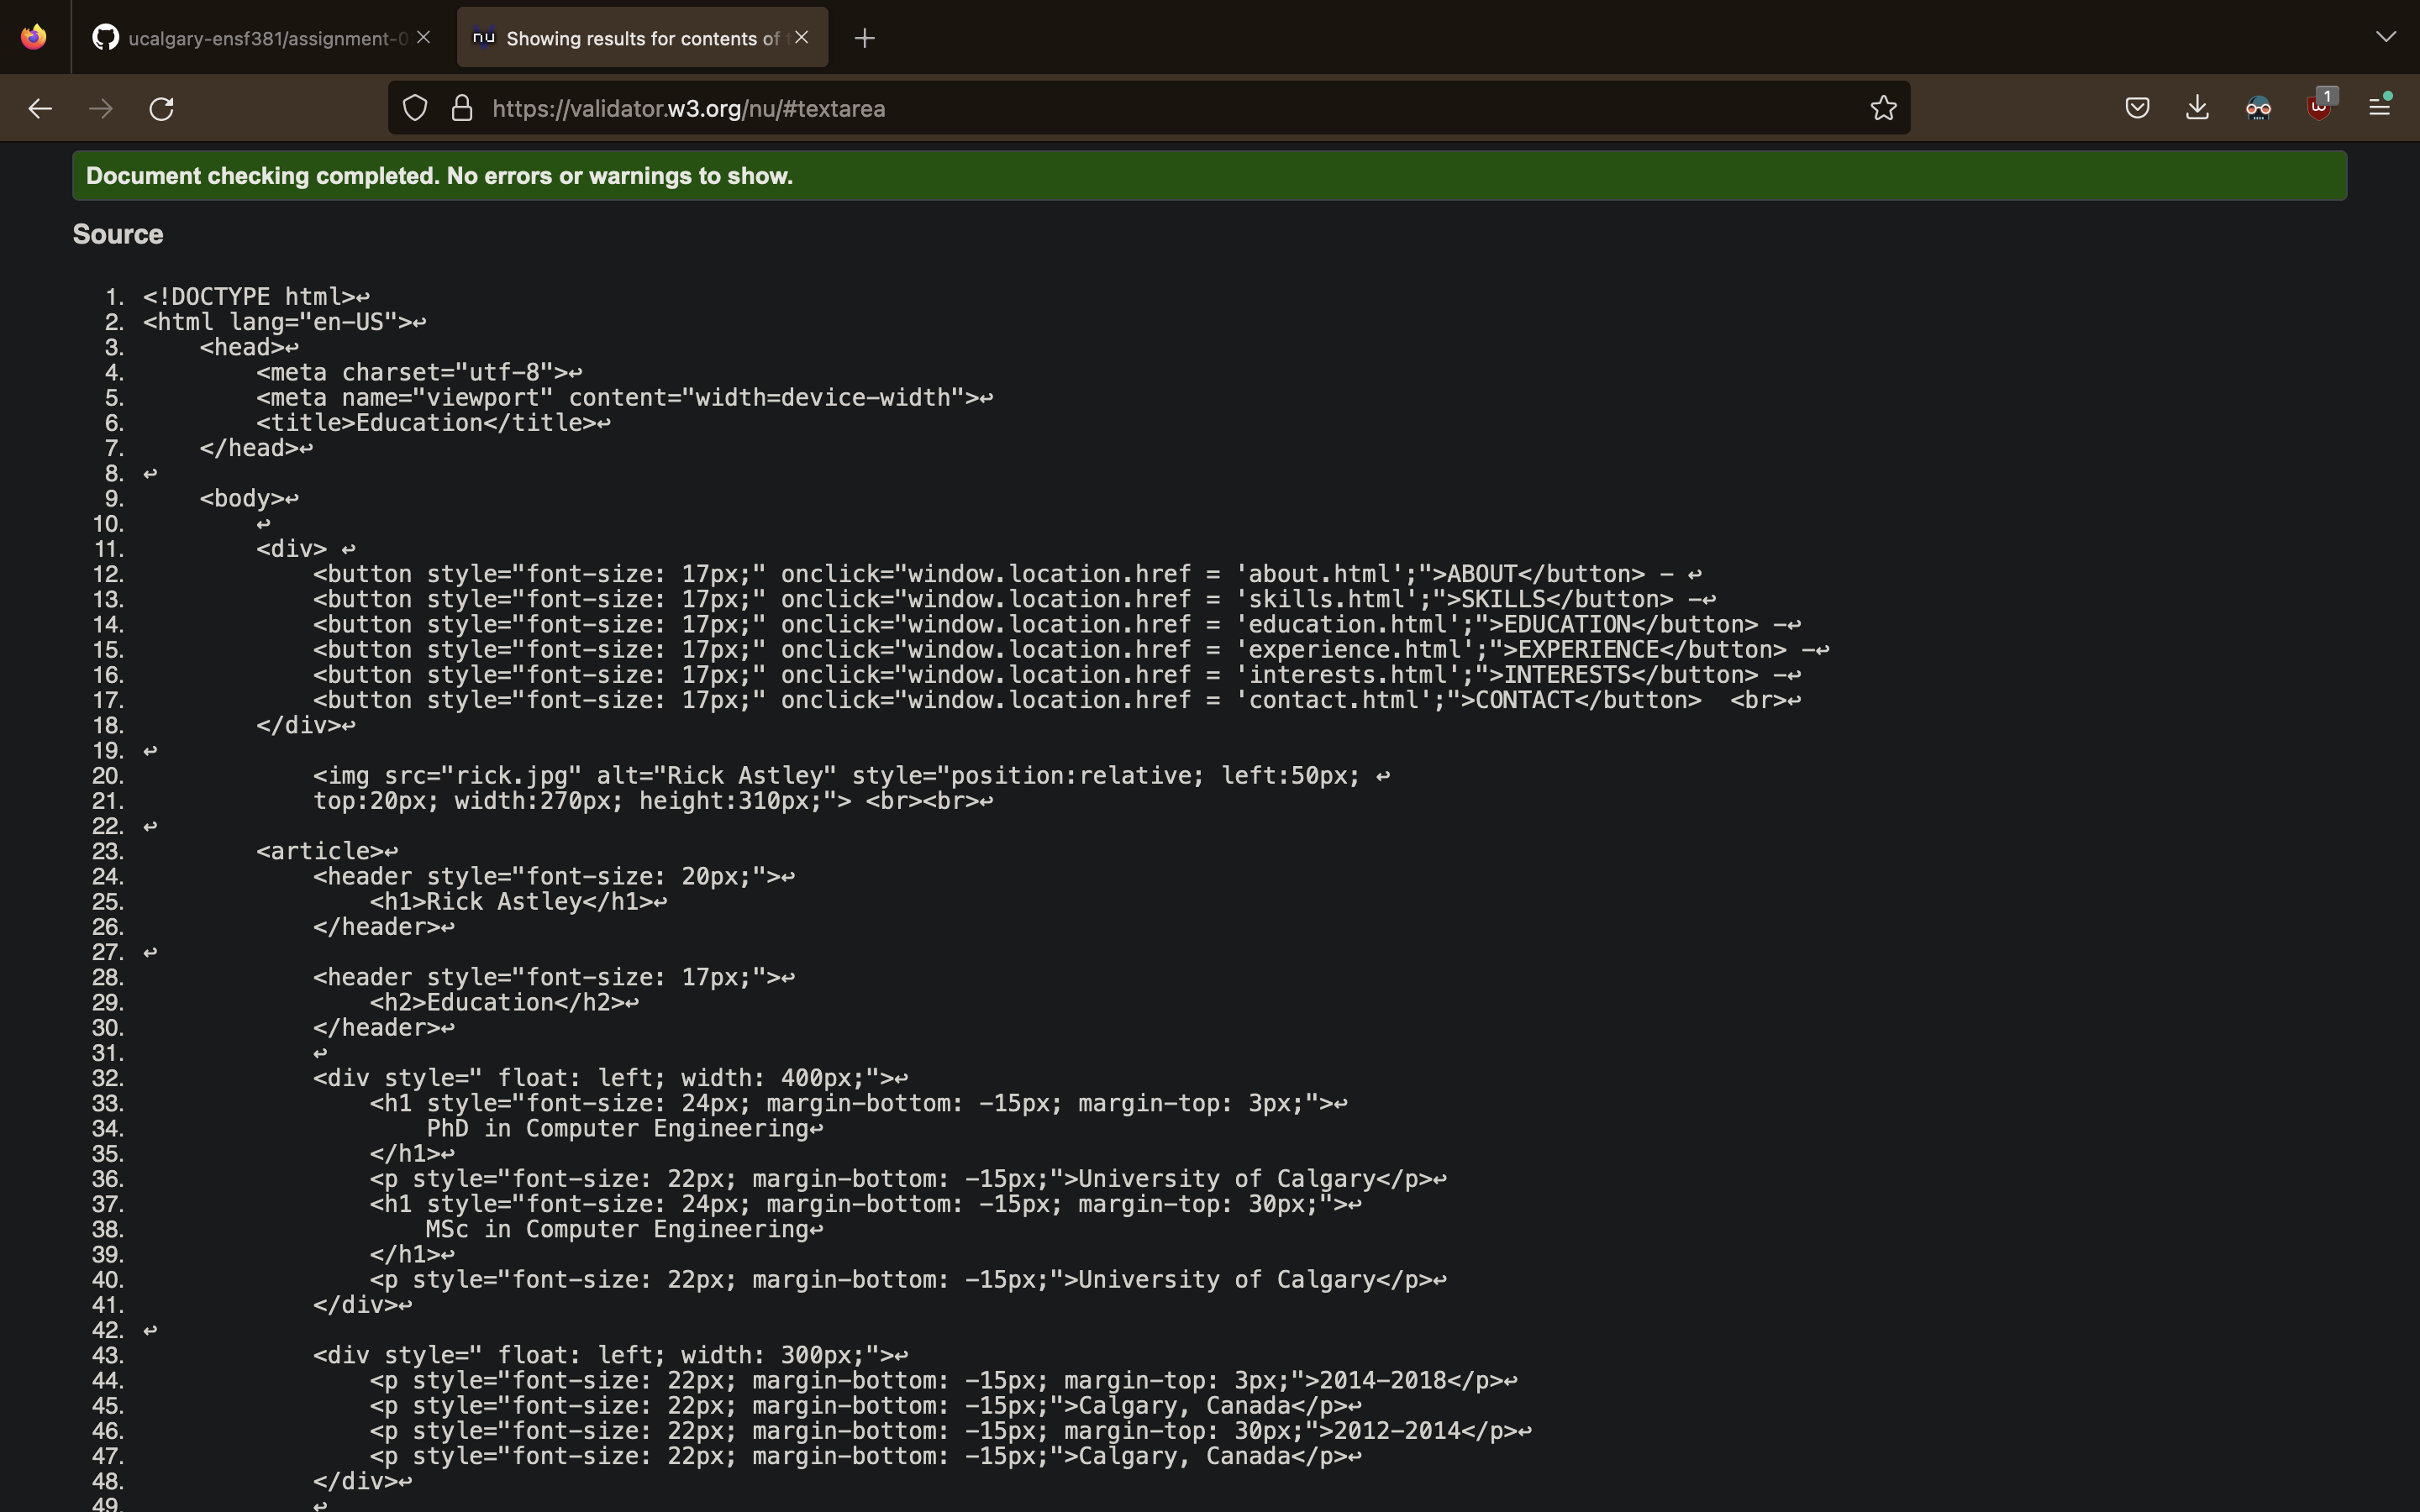 ucalgary-ensf381/assignment-0
nu Showing results for contents of t
https://validator.w3.org/nu/#textarea
1
Document checking completed. No errors or warnings to show.
Source
1. <!DOCTYPE html>↩
2. <html lang="en-US">↩
3.     <head>↩
4.         <meta charset="utf-8">↩
5.         <meta name="viewport" content="width=device-width">↩
6.         <title>Education</title>↩
7.     </head>↩
8. ↩
9.     <body>↩
10.         ↩
11.         <div> ↩
12.             <button style="font-size: 17px;" onclick="window.location.href = 'about.html';">ABOUT</button> – ↩
13.             <button style="font-size: 17px;" onclick="window.location.href = 'skills.html';">SKILLS</button> –↩
14.             <button style="font-size: 17px;" onclick="window.location.href = 'education.html';">EDUCATION</button> –↩
15.             <button style="font-size: 17px;" onclick="window.location.href = 'experience.html';">EXPERIENCE</button> –↩
16.             <button style="font-size: 17px;" onclick="window.location.href = 'interests.html';">INTERESTS</button> –↩
17.             <button style="font-size: 17px;" onclick="window.location.href = 'contact.html';">CONTACT</button>  <br>↩
18.         </div>↩
19. ↩
20.             <img src="rick.jpg" alt="Rick Astley" style="position:relative; left:50px; ↩
21.             top:20px; width:270px; height:310px;"> <br><br>↩
22. ↩
23.         <article>↩
24.             <header style="font-size: 20px;">↩
25.                 <h1>Rick Astley</h1>↩
26.             </header>↩
27. ↩
28.             <header style="font-size: 17px;">↩
29.                 <h2>Education</h2>↩
30.             </header>↩
31.             ↩
32.             <div style=" float: left; width: 400px;">↩
33.                 <h1 style="font-size: 24px; margin-bottom: -15px; margin-top: 3px;">↩
34.                     PhD in Computer Engineering↩
35.                 </h1>↩
36.                 <p style="font-size: 22px; margin-bottom: -15px;">University of Calgary</p>↩
37.                 <h1 style="font-size: 24px; margin-bottom: -15px; margin-top: 30px;">↩
38.                     MSc in Computer Engineering↩
39.                 </h1>↩
40.                 <p style="font-size: 22px; margin-bottom: -15px;">University of Calgary</p>↩
41.             </div>↩
42. ↩
43.             <div style=" float: left; width: 300px;">↩
44.                 <p style="font-size: 22px; margin-bottom: -15px; margin-top: 3px;">2014-2018</p>↩
45.                 <p style="font-size: 22px; margin-bottom: -15px;">Calgary, Canada</p>↩
46.                 <p style="font-size: 22px; margin-bottom: -15px; margin-top: 30px;">2012-2014</p>↩
47.                 <p style="font-size: 22px; margin-bottom: -15px;">Calgary, Canada</p>↩
48.             </div>↩
49.             ↩